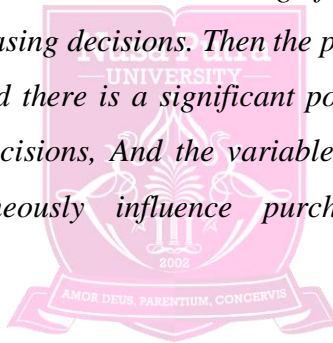 asing decisions. Then the p
Nusa Putra
UNIVERSITY
d there is a significant po
cisions, And the variable
neously influence purch
2002
AMOR DEUS, PARENTIUM, CONCERVIS